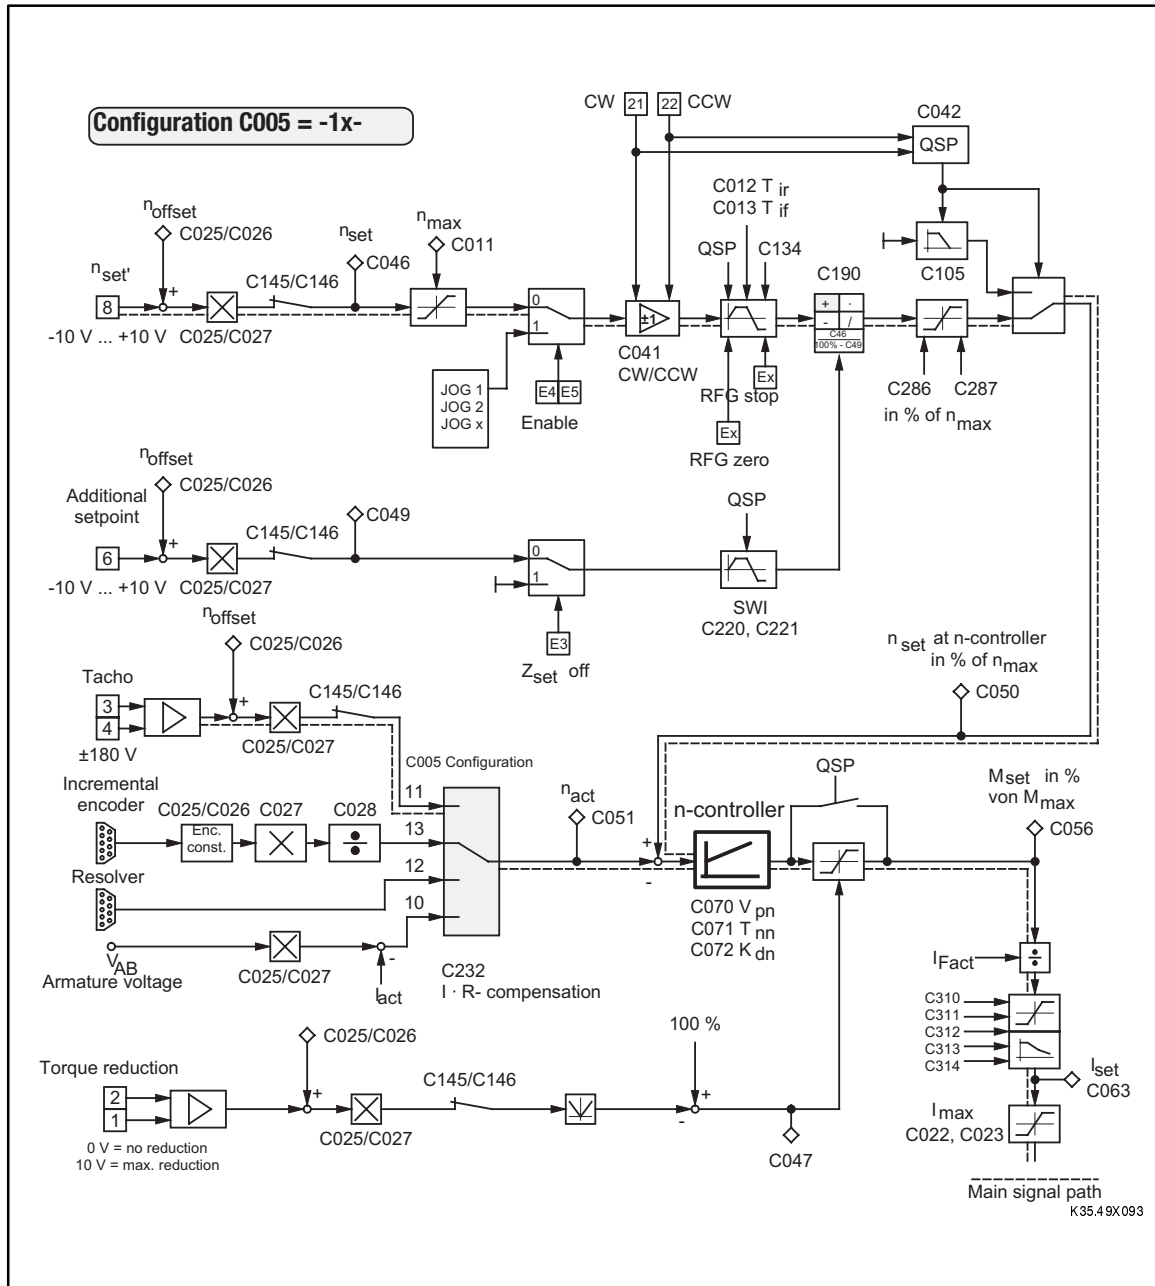 Configuration C005 = -1x-
CW 21 22 CCW
C042
QSP
C012 T ir
C013 T if
QSP C134
n offset
C025/C026
n set
C046
n max
C011
C190
C105
n set'
8
+
C145/C146
-10 V ... +10 V C025/C027
0
1
±1
C041
CW/CCW
+ ·
- /
C46
100% - C49
JOG 1
JOG 2
JOG x
E4 E5
Enable
Ex
RFG stop
Ex
RFG zero
C286 C287
in % of n max
n offset
C025/C026
Additional
setpoint
6
+
C145/C146
C049
-10 V ... +10 V C025/C027
0
1
E3
Z set off
QSP
SWI
C220, C221
n offset
C025/C026
Tacho
3
4
±180 V
+
C145/C146
C025/C027
n set at n-controller
in % of n max
C050
C005 Configuration
Incremental
encoder
C025/C026 C027 C028
Enc.
const.
11
13
12
10
n act
C051
n-controller
QSP
M set in %
von M max
C056
+
-
Resolver
V AB
Armature voltage
C025/C027
-
I act
C232
I · R- compensation
C070 V pn
C071 T nn
C072 K dn
I Fact
C310
C311
C312
C313
C314
C025/C026
100 %
Torque reduction
2
1
0 V = no reduction
10 V = max. reduction
+
C025/C027
C145/C146
+
-
C047
I set
C063
I max
C022, C023
Main signal path
K35.49X093